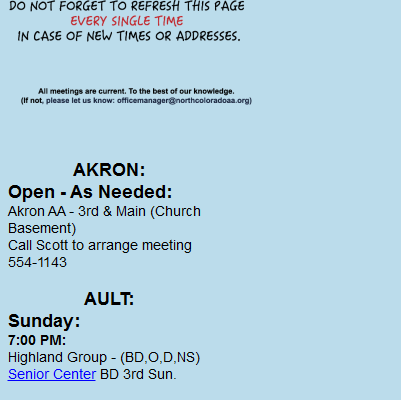 DO NOT FORGET TO REFRESH THIS PAGE
EVERY SINGLE TIME
IN CASE OF NEW TIMES OR ADDRESSES.
All meetings are current. To the best of our knowledge.
(If not, please let us know: officemanager@northcoloradoaa.org)
AKRON:
Open - As Needed:
Akron AA - 3rd & Main (Church
Basement)
Call Scott to arrange meeting
554-1143
AULT:
Sunday:
7:00 PM:
Highland Group - (BD,O,D,NS)
Senior Center BD 3rd Sun.